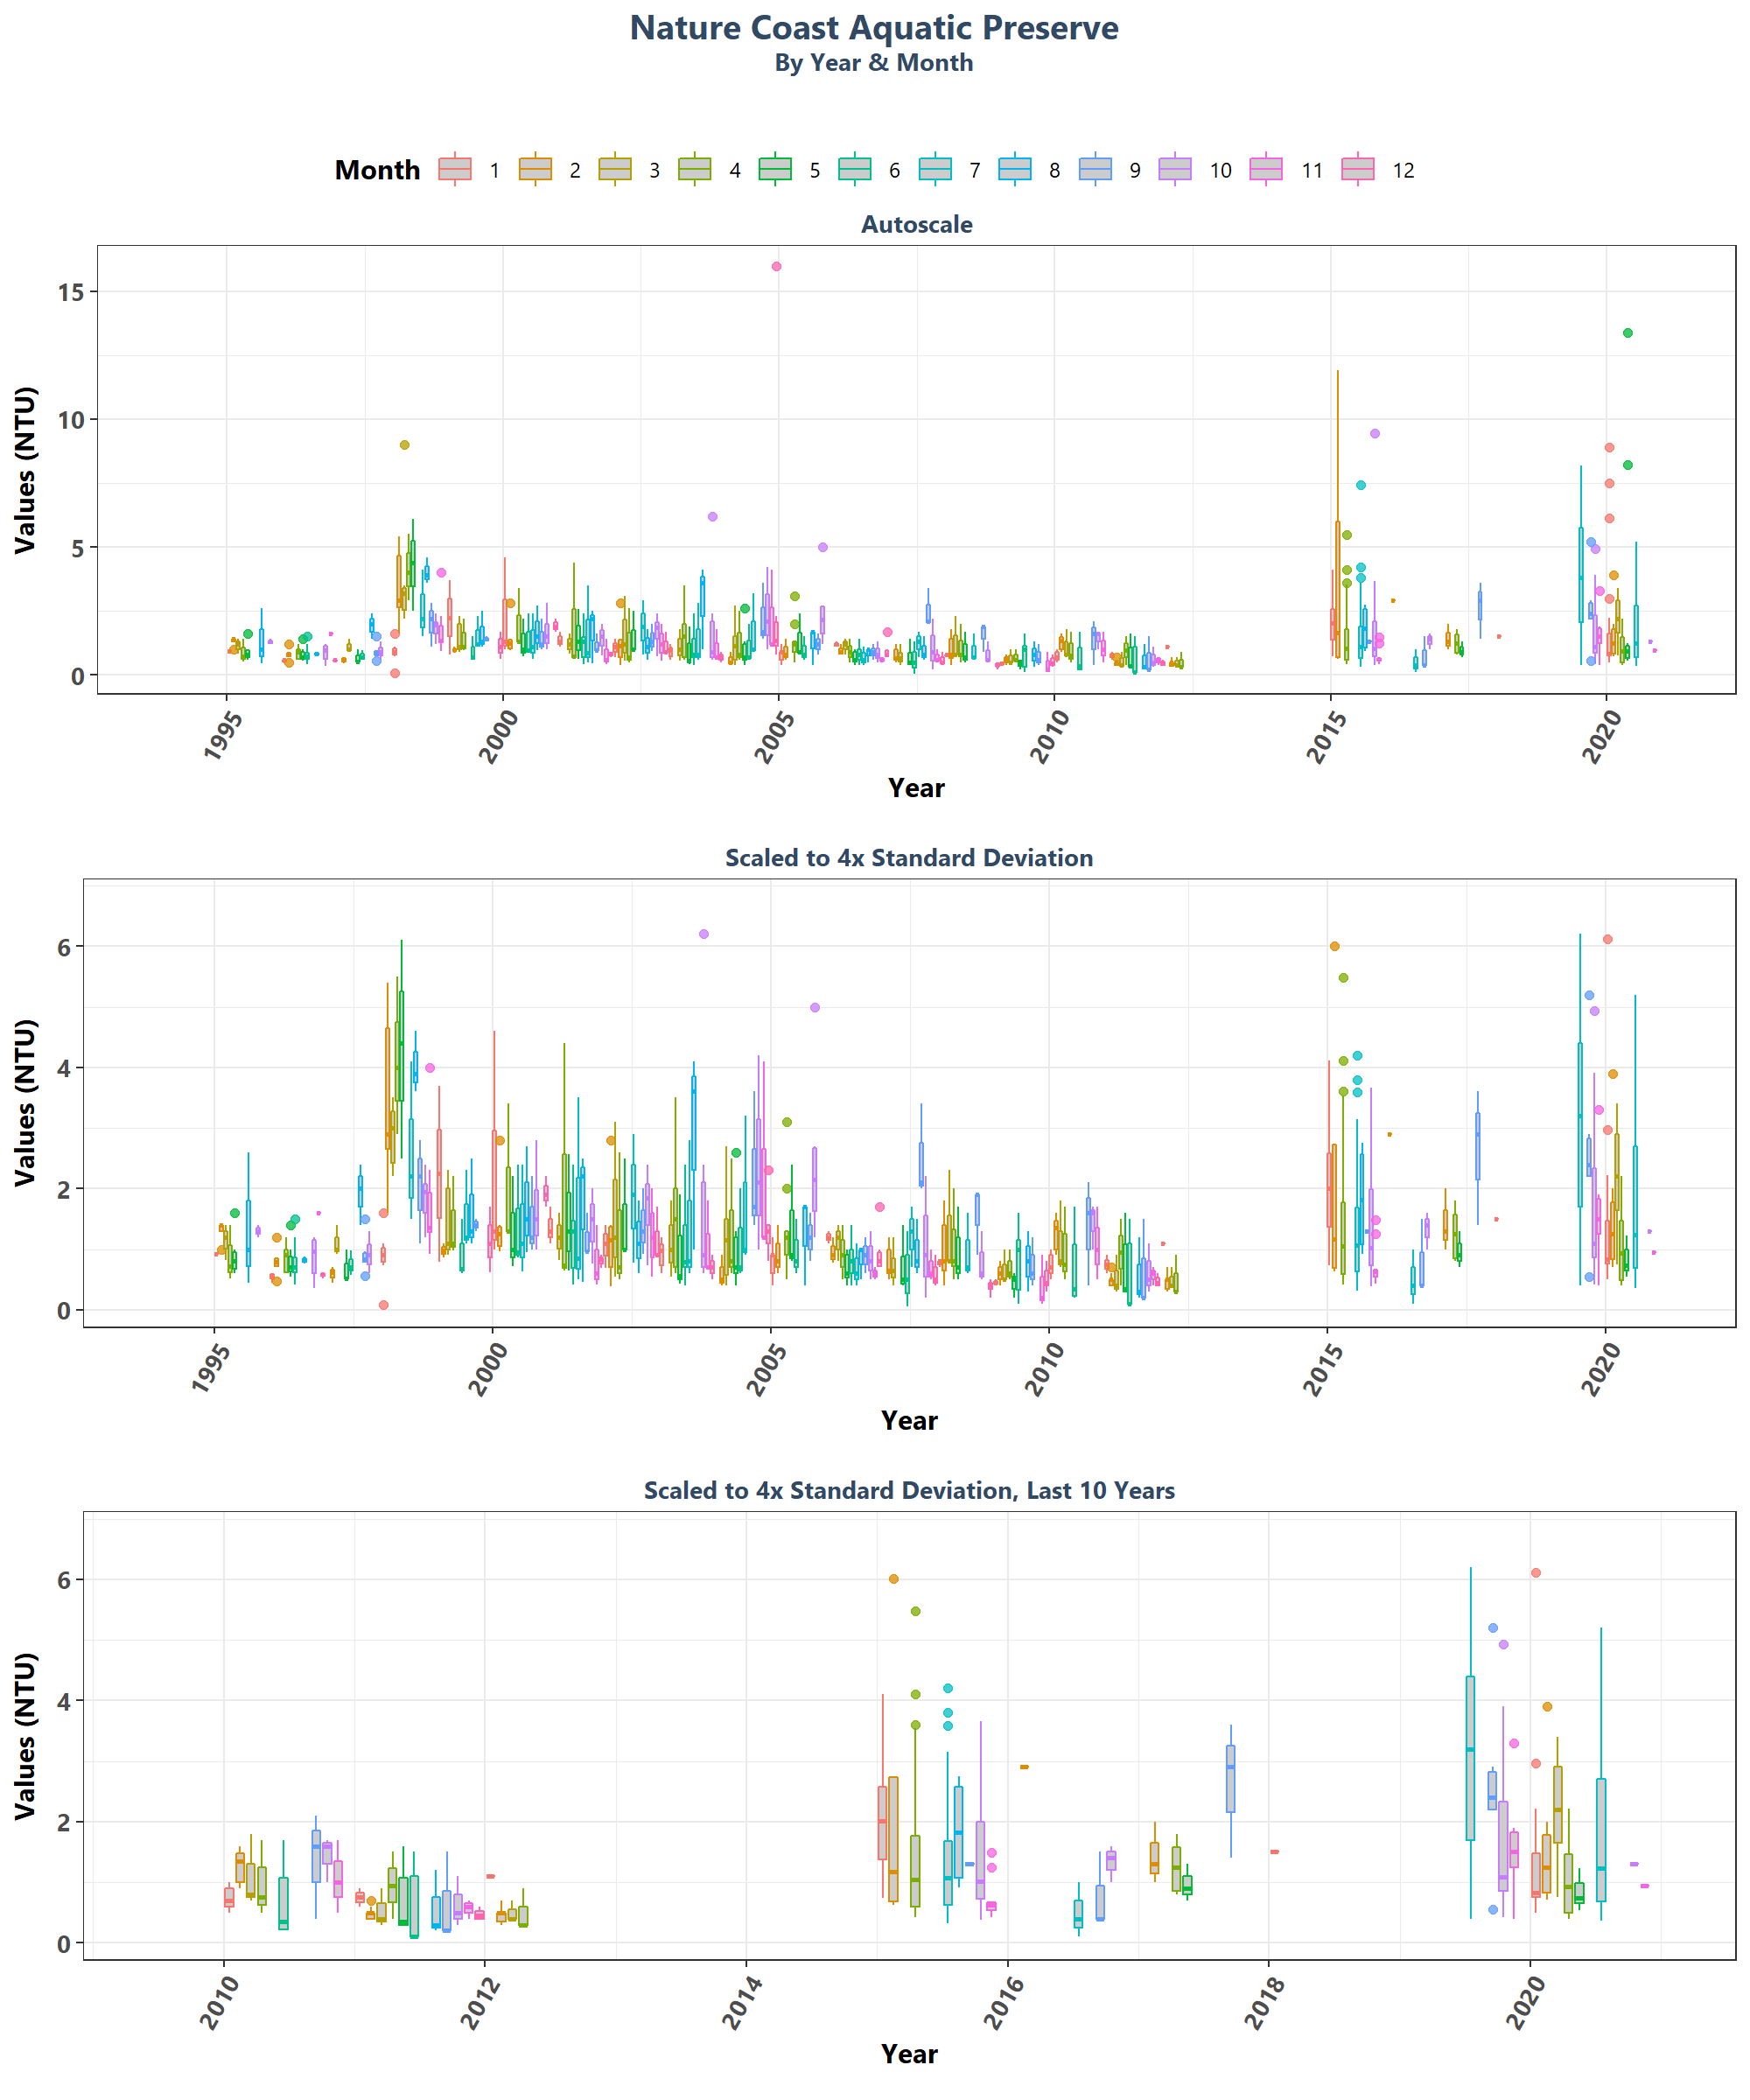 Nature Coast Aquatic Preserve
By Year & Month
Month 1 2 3 4 5 6 7 8 9 10 11 12
Autoscale
Values (NTU)
15
10
5
0
1995 2000 2005 2010 2015 2020
Year
Scaled to 4x Standard Deviation
Values (NTU)
6
4
2
0
1995 2000 2005 2010 2015 2020
Year
Scaled to 4x Standard Deviation, Last 10 Years
Values (NTU)
6
4
2
0
2010 2012 2014 2016 2018 2020
Year